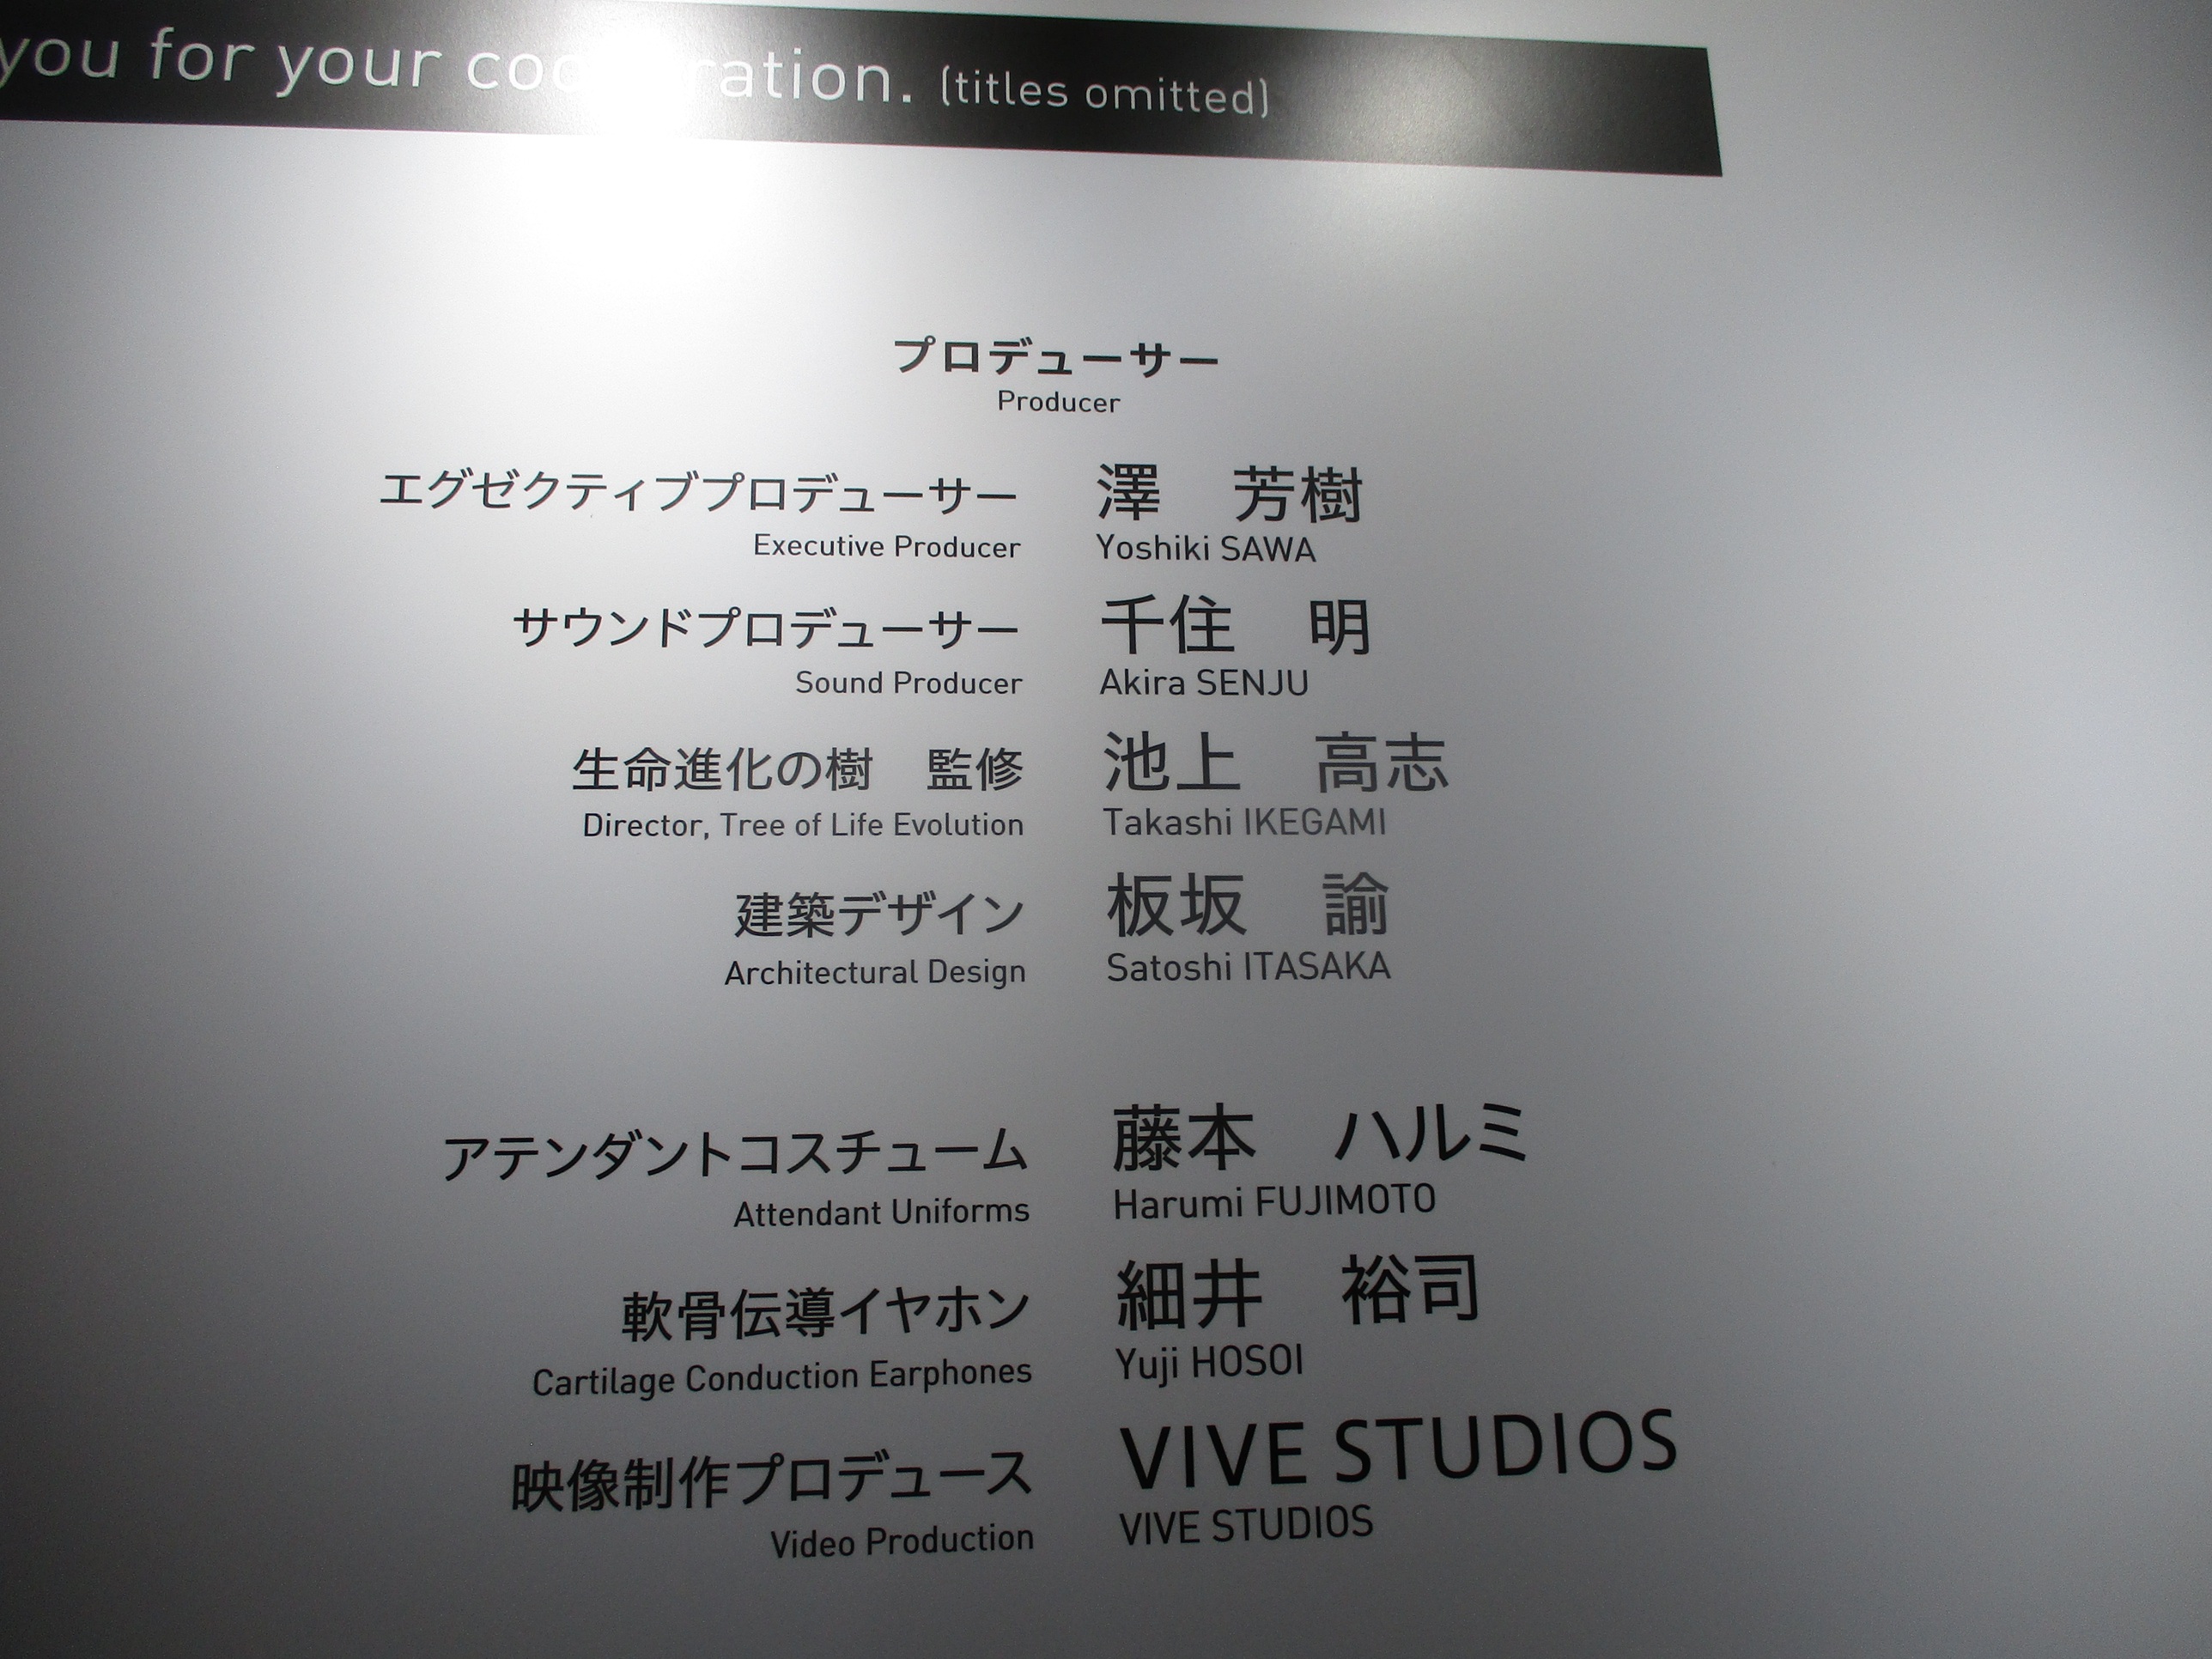 you for your cooperation. (titles omitted)
プロデューサー
Producer
エグゼクティブプロデューサー 澤 芳樹
Executive Producer Yoshiki SAWA
サウンドプロデューサー 千住 明
Sound Producer Akira SENJU
生命進化の樹 監修 池上 高志
Director, Tree of Life Evolution Takashi IKEGAMI
建築デザイン 板坂 諭
Architectural Design Satoshi ITASAKA
アテンダントコスチューム 藤本 ハルミ
Attendant Uniforms Harumi FUJIMOTO
軟骨伝導イヤホン 細井 裕司
Cartilage Conduction Earphones Yuji HOSOI
映像制作プロデュース VIVE STUDIOS
Video Production VIVE STUDIOS